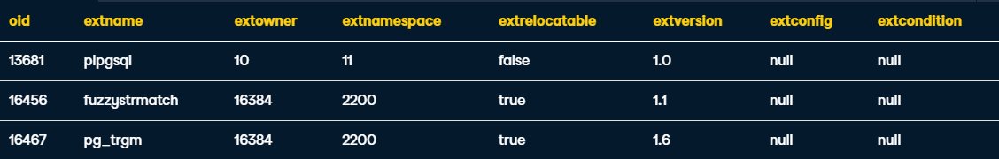 oid extname extowner extnamespace extrelocatable extversion extconfig extcondition
13681 plpgsql 10 11 false 1.0 null null
16456 fuzzystrmatch 16384 2200 true 1.1 null null
16467 pg_trgm 16384 2200 true 1.6 null null